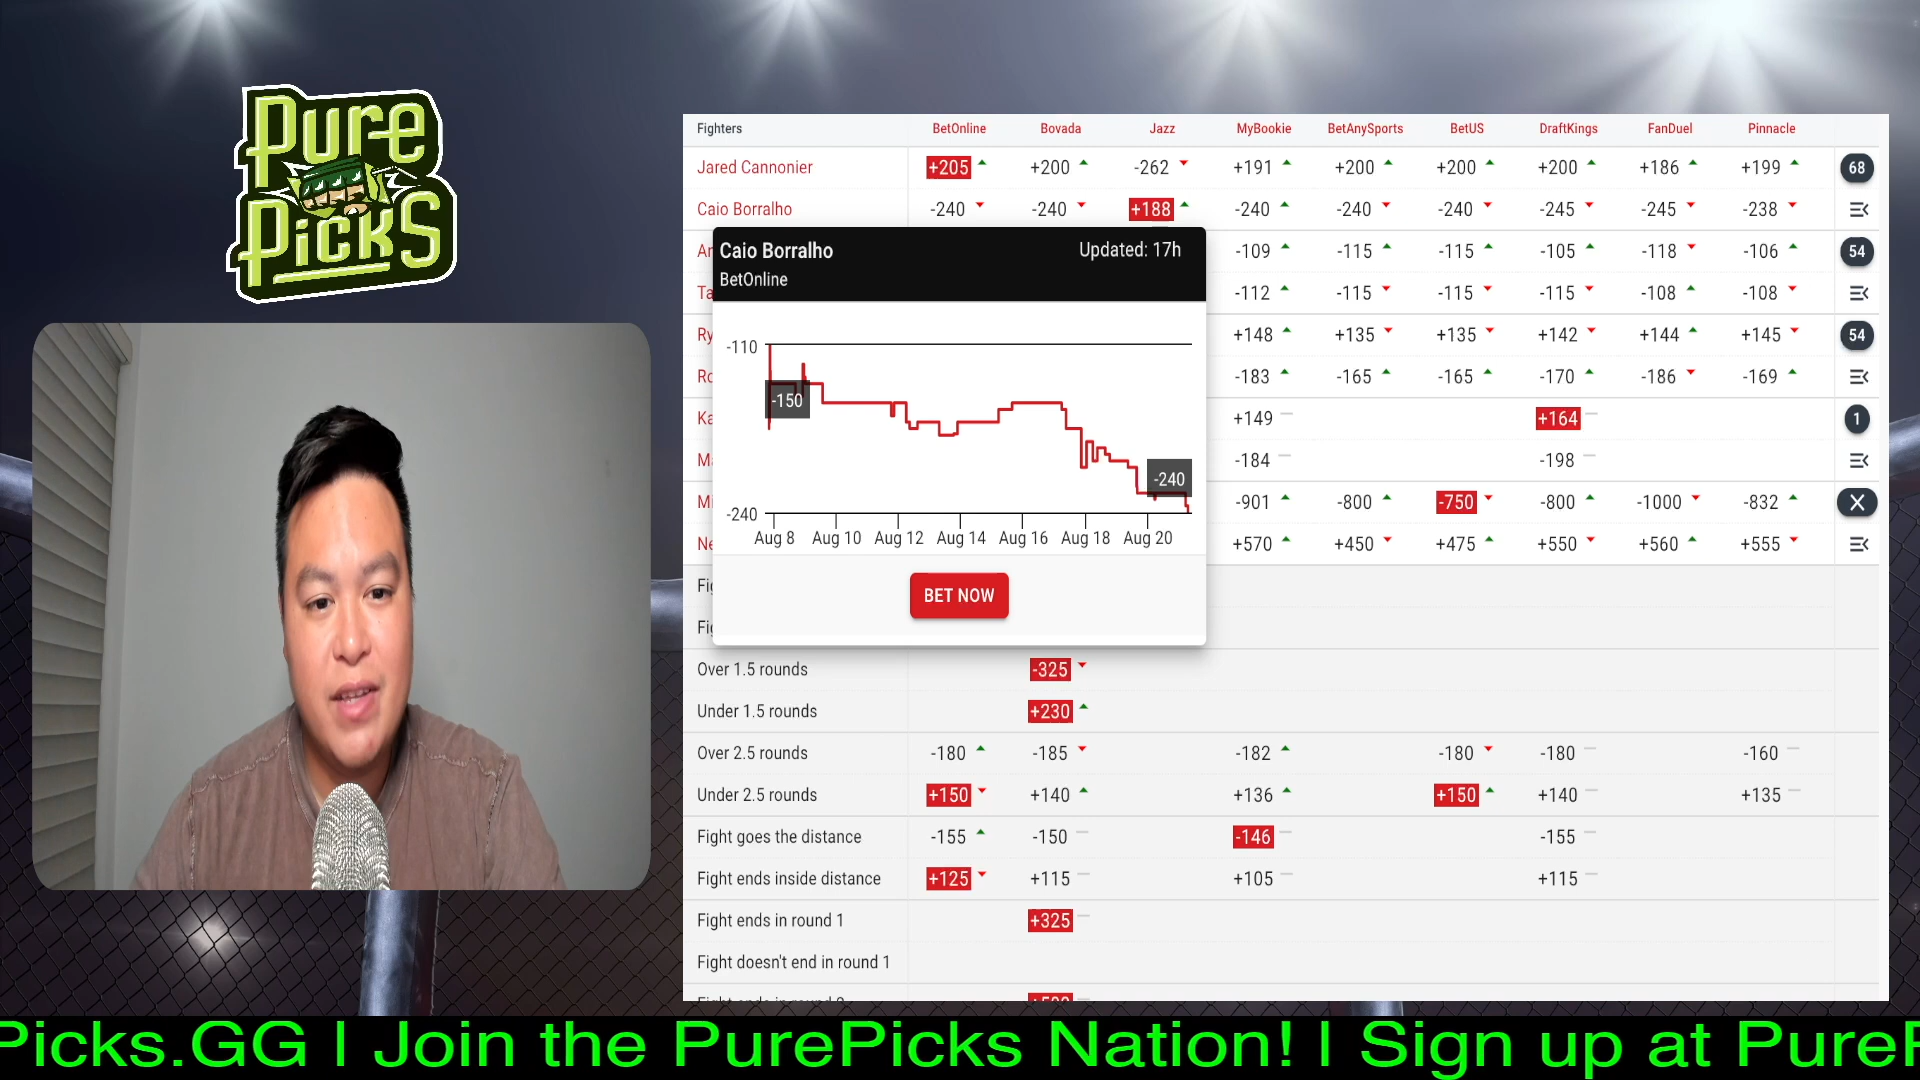 Pure
Picks
Fighters BetOnline Bovada Jazz MyBookie BetAnySports BetUS DraftKings FanDuel Pinnacle
Jared Cannonier +205 +200 -262 +191 +200 +200 +200 +186 +199 68
Caio Borralho -240 -240 +188 -240 -240 -240 -245 -245 -238
-109 -115 -115 -105 -118 -106 54
-112 -115 -115 -115 -108 -108
+148 +135 +135 +142 +144 +145 54
-183 -165 -165 -170 -186 -169
+149 +164 1
-184 -198
-901 -800 -750 -800 -1000 -832 X
+570 +450 +475 +550 +560 +555
Caio Borralho Updated: 17h
BetOnline
-110
-150
-240
-240
Aug 8 Aug 10 Aug 12 Aug 14 Aug 16 Aug 18 Aug 20
BET NOW
Over 1.5 rounds -325
Under 1.5 rounds +230
Over 2.5 rounds -180 -185 -182 -180 -180 -160
Under 2.5 rounds +150 +140 +136 +150 +140 +135
Fight goes the distance -155 -150 -146 -155
Fight ends inside distance +125 +115 +105 +115
Fight ends in round 1 +325
Fight doesn't end in round 1
Picks.GG | Join the PurePicks Nation! | Sign up at PureP